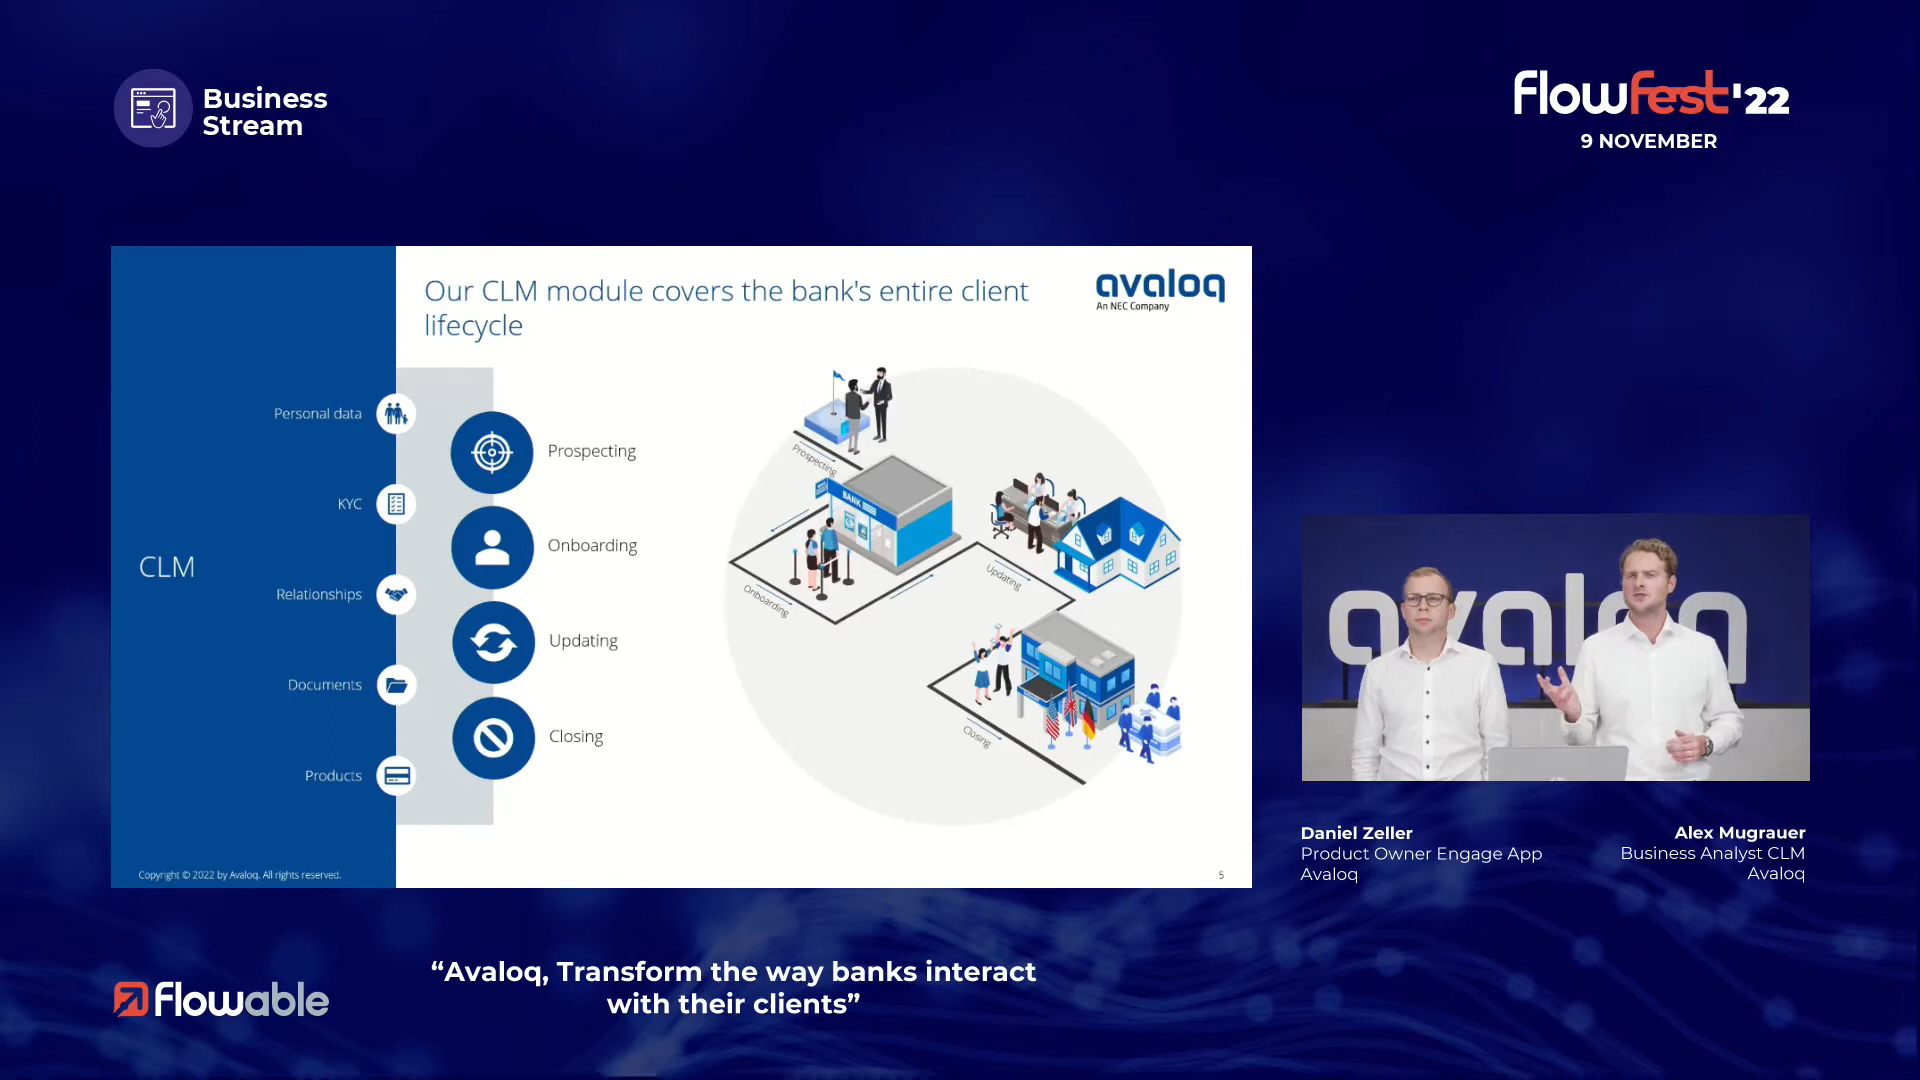 Business
Stream
flowfest'22
9 NOVEMBER
Our CLM module covers the bank's entire client
lifecycle
avaloq
An NEC Company
CLM
Personal data
KYC
Relationships
Documents
Products
Prospecting
Onboarding
Updating
Closing
Prospecting
BANK
Onboarding
Updating
Closing
Copyright © 2022 by Avaloq. All rights reserved.
5
avaloq
Daniel Zeller
Product Owner Engage App
Avaloq
Alex Mugrauer
Business Analyst CLM
Avaloq
flowable
“Avaloq, Transform the way banks interact
with their clients”